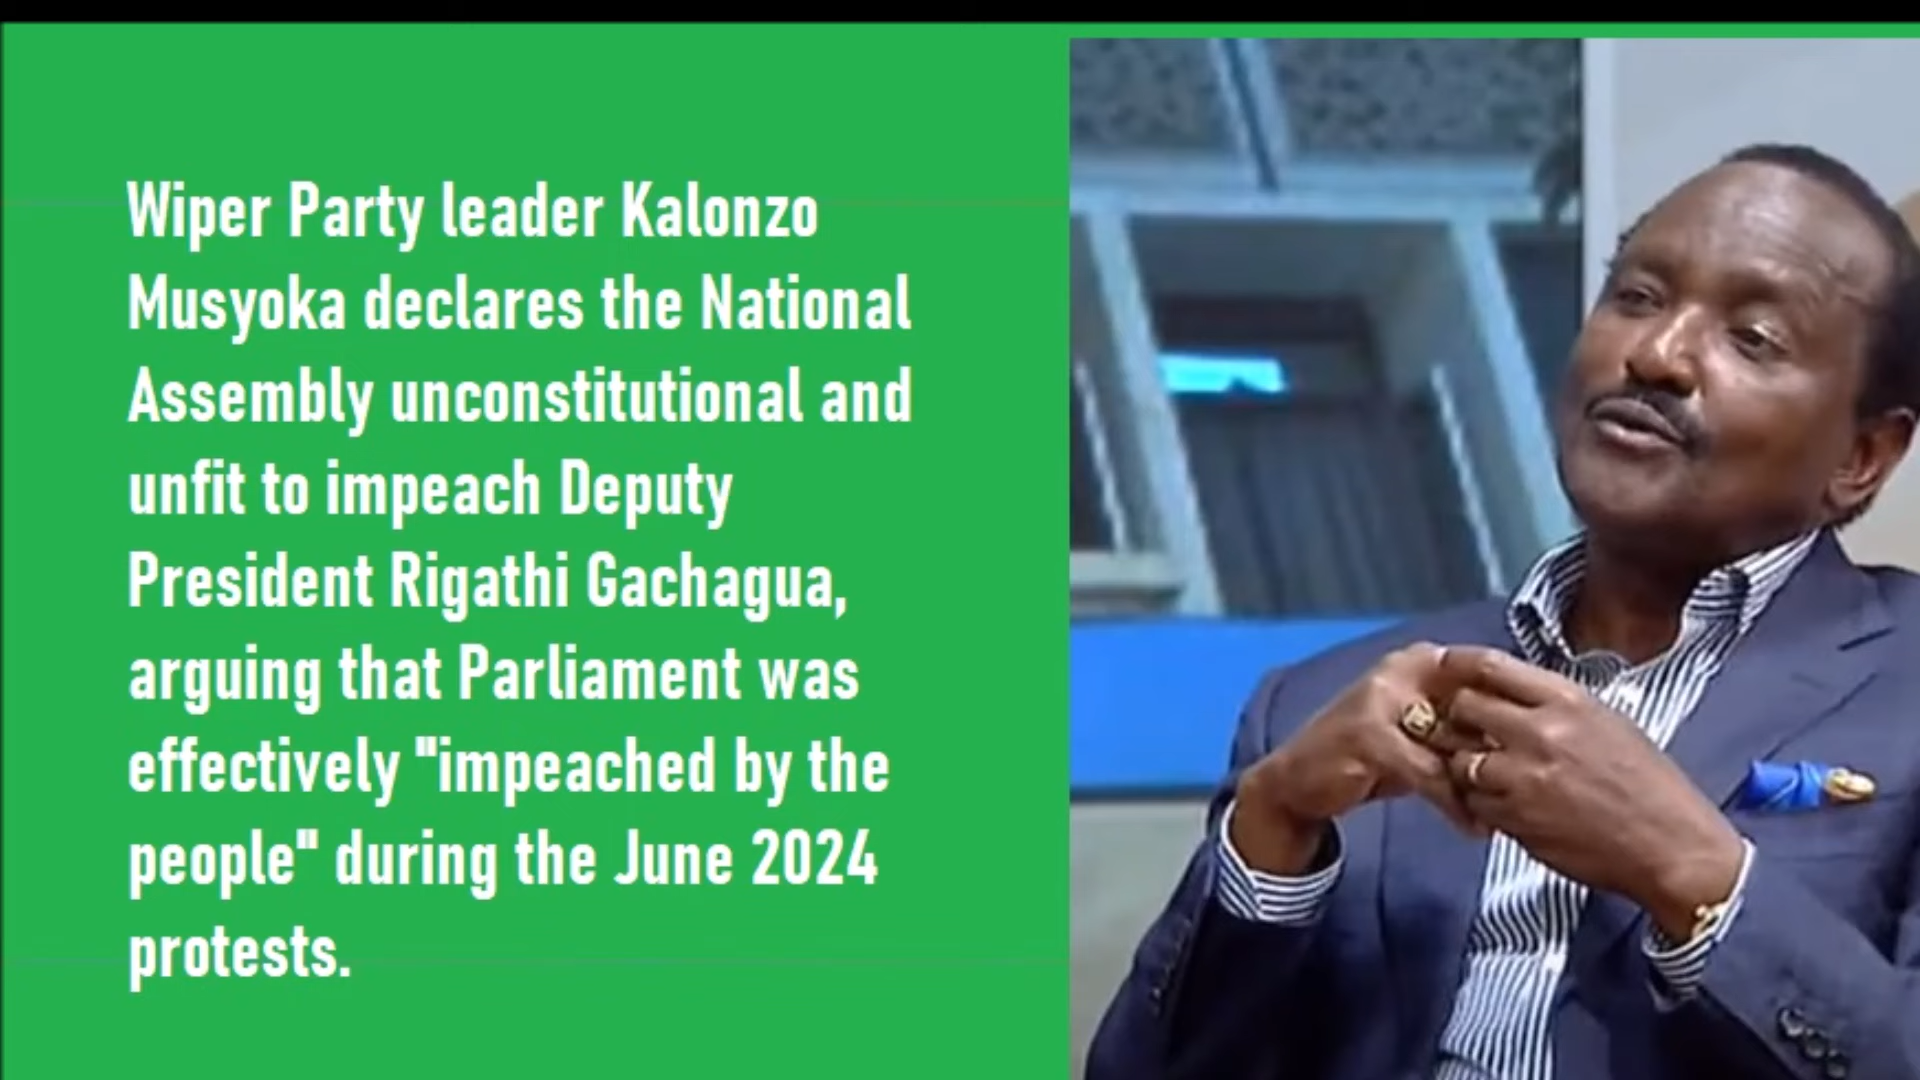 Wiper Party leader Kalonzo
Musyoka declares the National
Assembly unconstitutional and
unfit to impeach Deputy
President Rigathi Gachagua,
arguing that Parliament was
effectively "impeached by the
people" during the June 2024
protests.